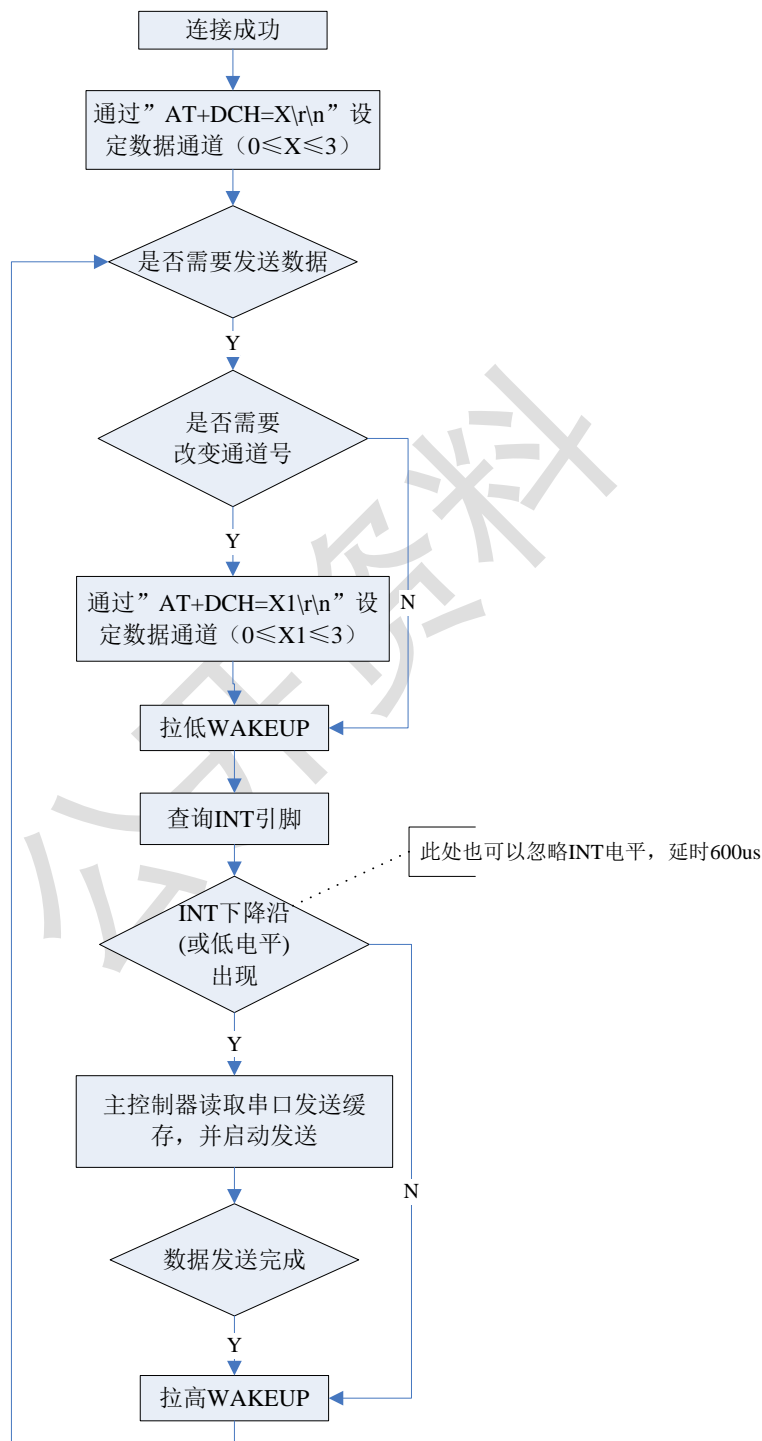 连接成功
通过”AT+DCH=X\r\n”设
定数据通道（0≤X≤3）
是否需要发送数据
Y
是否需要
改变通道号
Y
通过”AT+DCH=X1\r\n”设
定数据通道（0≤X1≤3）
N
拉低WAKEUP
查询INT引脚
此处也可以忽略INT电平，延时600us
INT下降沿
(或低电平)
出现
Y
主控制器读取串口发送缓
存，并启动发送
N
数据发送完成
Y
拉高WAKEUP
公开资料